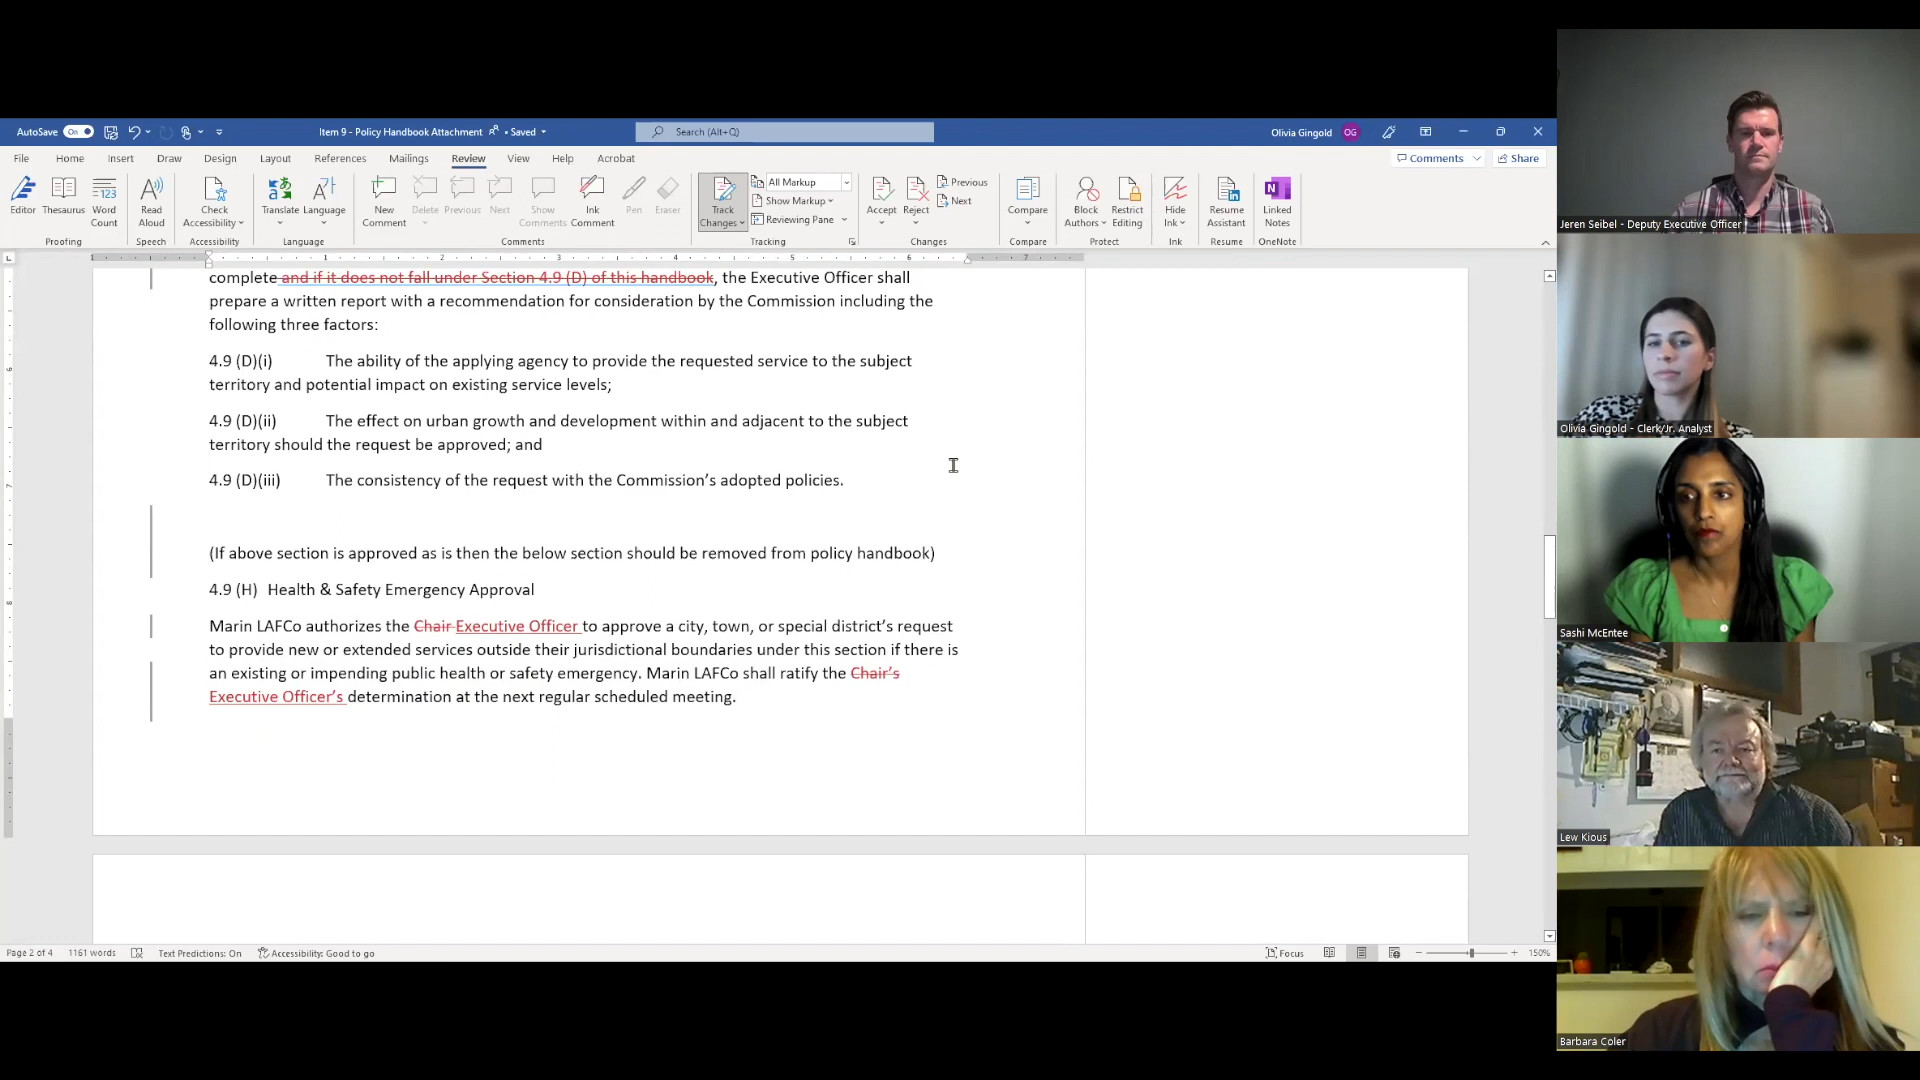 AutoSave On Item 9 - Policy Handbook Attachment • Saved Search (Alt+Q) Olivia Gingold OG
File Home Insert Draw Design Layout References Mailings Review View Help Acrobat Comments Share
Editor Thesaurus Word Count Read Aloud Check Accessibility Translate Language New Comment Delete Previous Next Show Comments Ink Comment Pen Eraser Track Changes All Markup Show Markup Reviewing Pane Accept Reject Previous Next Compare Block Authors Restrict Editing Hide Ink Resume Assistant Linked Notes
Proofing Speech Accessibility Language Comments Tracking Changes Compare Protect Ink Resume OneNote
1 1 2 3 4 5 6 7
complete and if it does not fall under Section 4.9 (D) of this handbook, the Executive Officer shall
prepare a written report with a recommendation for consideration by the Commission including the
following three factors:
4.9 (D)(i) The ability of the applying agency to provide the requested service to the subject
territory and potential impact on existing service levels;
4.9 (D)(ii) The effect on urban growth and development within and adjacent to the subject
territory should the request be approved; and
4.9 (D)(iii) The consistency of the request with the Commission’s adopted policies.
(If above section is approved as is then the below section should be removed from policy handbook)
4.9 (H) Health & Safety Emergency Approval
Marin LAFCo authorizes the Chair Executive Officer to approve a city, town, or special district’s request
to provide new or extended services outside their jurisdictional boundaries under this section if there is
an existing or impending public health or safety emergency. Marin LAFCo shall ratify the Chair’s
Executive Officer’s determination at the next regular scheduled meeting.
Page 2 of 4 1161 words Text Predictions: On Accessibility: Good to go Focus 150%
Jeren Seibel - Deputy Executive Officer
Olivia Gingold - Clerk/Jr. Analyst
Sashi McEntee
Lew Kious
Barbara Coler